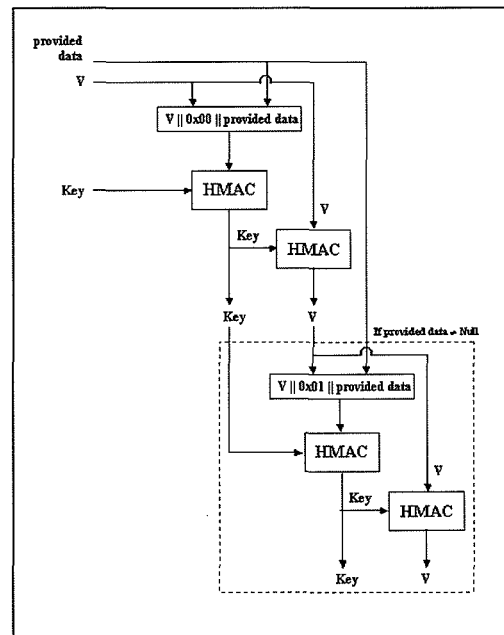 provided
data
V
V || 0x00 || provided data
Key
HMAC
V
Key
HMAC
Key
V
If provided data ≠ Null
V || 0x01 || provided data
HMAC
V
Key
HMAC
Key
V